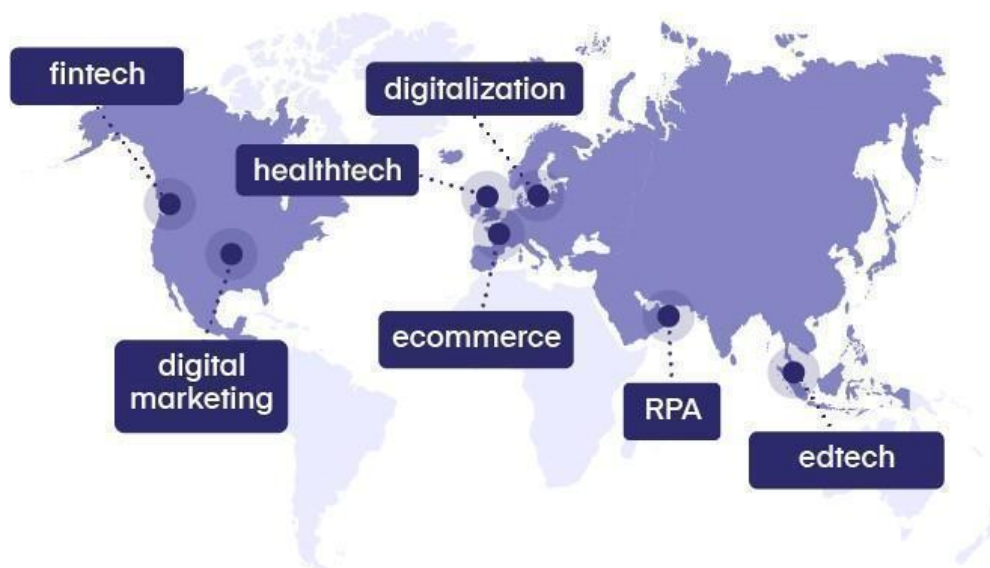 fintech
digitalization
healthtech
ecommerce
digital
marketing
RPA
edtech